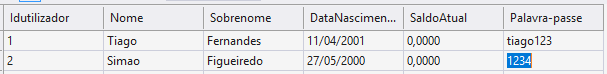 Idutilizador Nome Sobrenome DataNascimen... SaldoAtual Palavra-passe
1 Tiago Fernandes 11/04/2001 0,0000 tiago123
2 Simao Figueiredo 27/05/2000 0,0000 1234